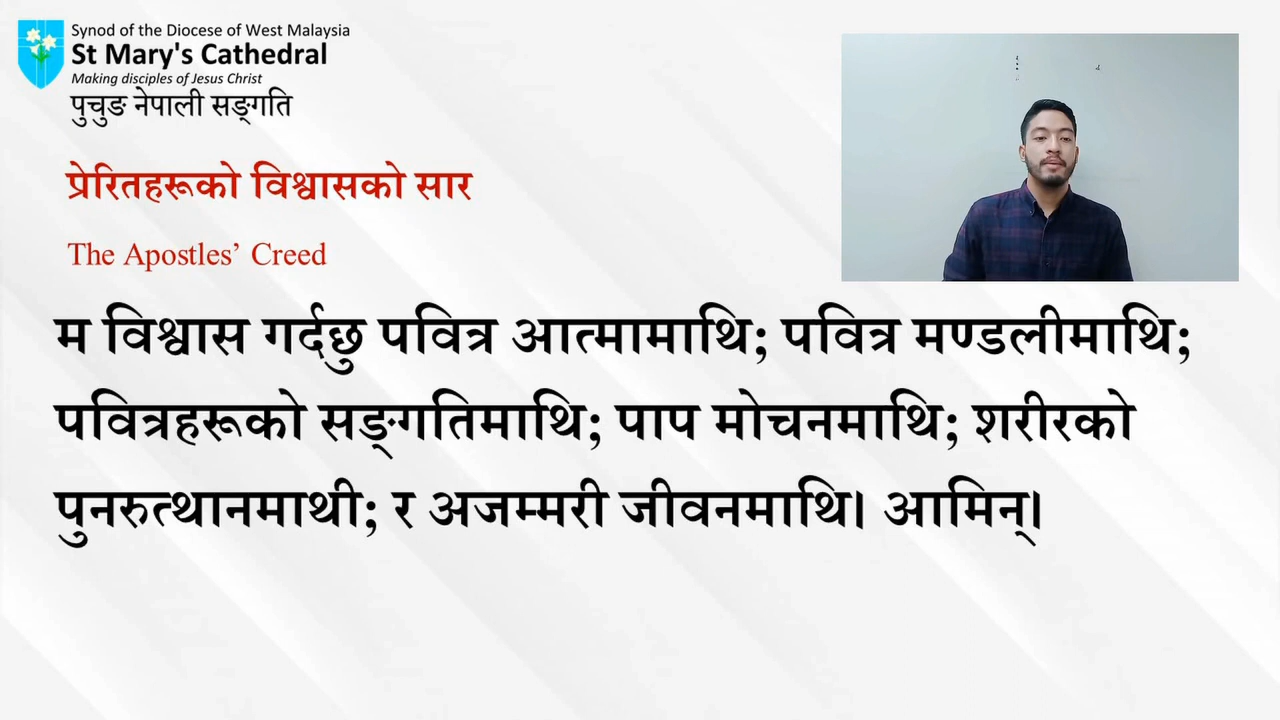 Synod of the Diocese of West Malaysia
St Mary's Cathedral
Making disciples of Jesus Christ
पुचुङ नेपाली सङ्गति
प्रेरितहरूको विश्वासको सार
The Apostles’ Creed
म विश्वास गर्दछु पवित्र आत्मामाथि; पवित्र मण्डलीमाथि;
पवित्रहरूको सङ्गतिमाथि; पाप मोचनमाथि; शरीरको
पुनरुत्थानमाथी; र अजम्मरी जीवनमाथि। आमिन्।